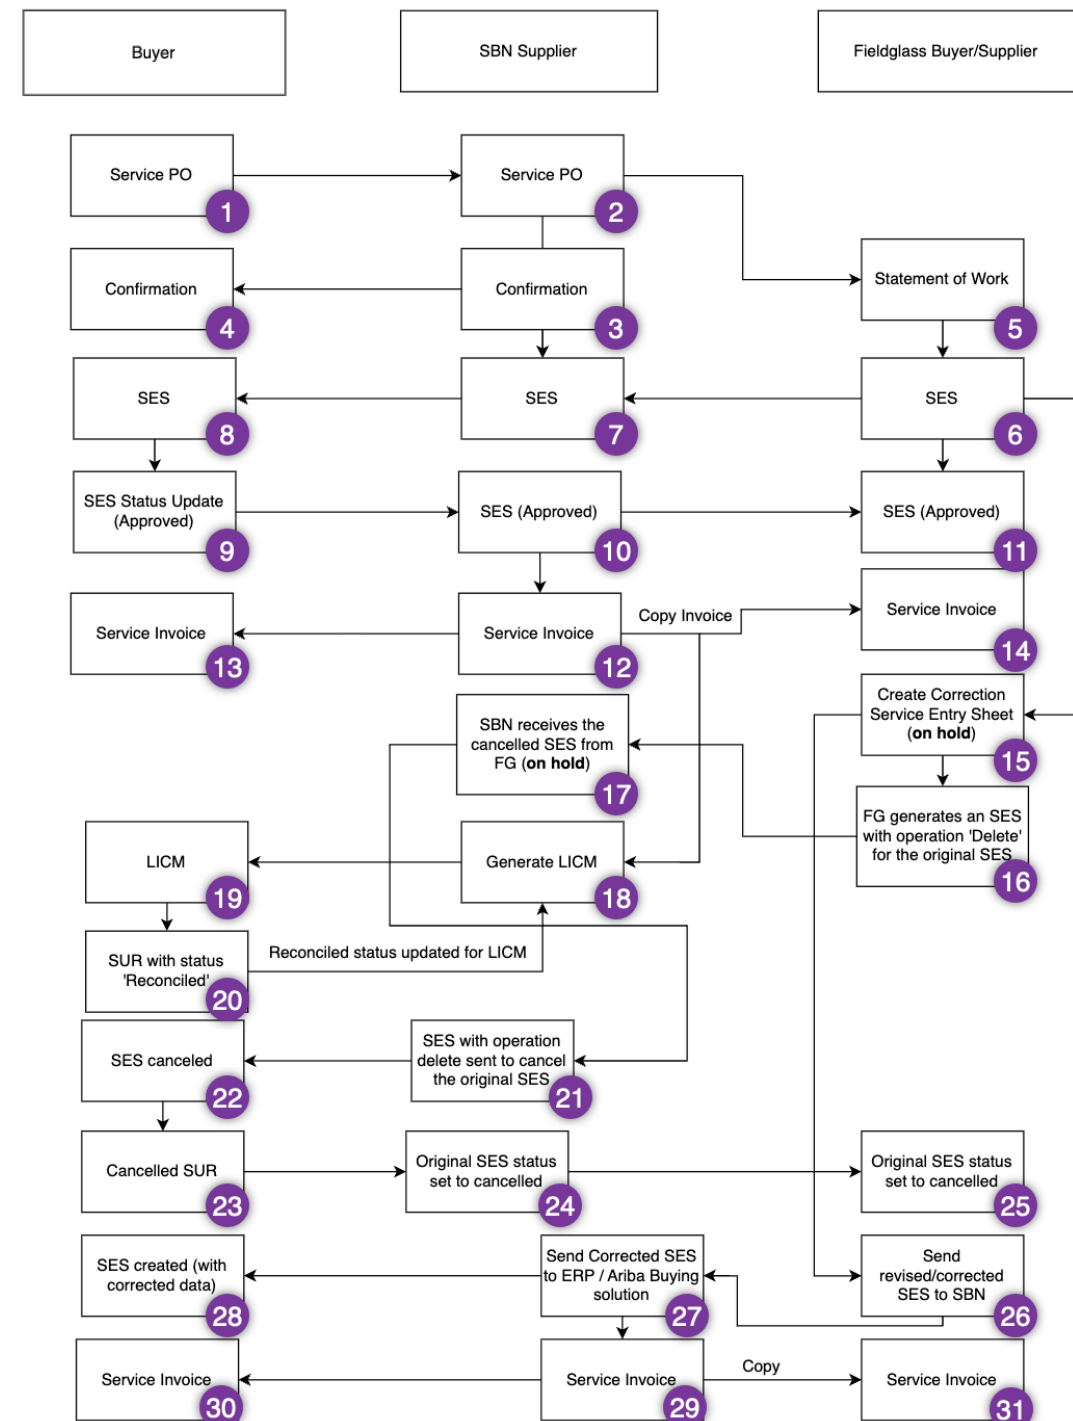 Buyer
SBN Supplier
Fieldglass Buyer/Supplier
Service PO
1
Service PO
2
Confirmation
4
Confirmation
3
Statement of Work
5
SES
8
SES
7
SES
6
SES Status Update
(Approved)
9
SES (Approved)
10
SES (Approved)
11
Service Invoice
13
Service Invoice
12
Copy Invoice
Service Invoice
14
Create Correction
Service Entry Sheet
(on hold)
15
SBN receives the
cancelled SES from
FG (on hold)
17
FG generates an SES
with operation 'Delete'
for the original SES
16
LICM
19
Generate LICM
18
SUR with status
'Reconciled'
20
Reconciled status updated for LICM
SES canceled
22
SES with operation
delete sent to cancel
the original SES
21
Cancelled SUR
23
Original SES status
set to cancelled
24
Original SES status
set to cancelled
25
SES created (with
corrected data)
28
Send Corrected SES
to ERP / Ariba Buying
solution
27
Send
revised/corrected
SES to SBN
26
Service Invoice
30
Service Invoice
29
Copy
Service Invoice
31